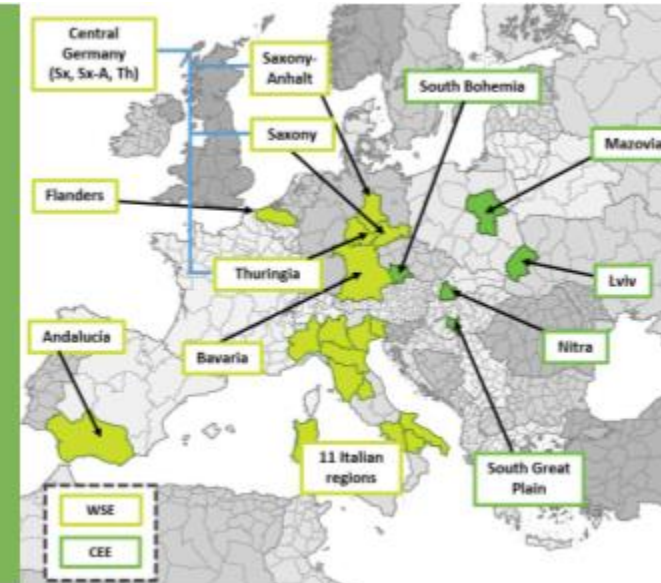 Central
Germany
(Sx, Sx-A, Th)
Saxony-
Anhalt
South Bohemia
Saxony
Mazovia
Flanders
Thuringia
Lviv
Andalucía
Bavaria
Nitra
11 Italian
regions
South Great
Plain
WSE
CEE